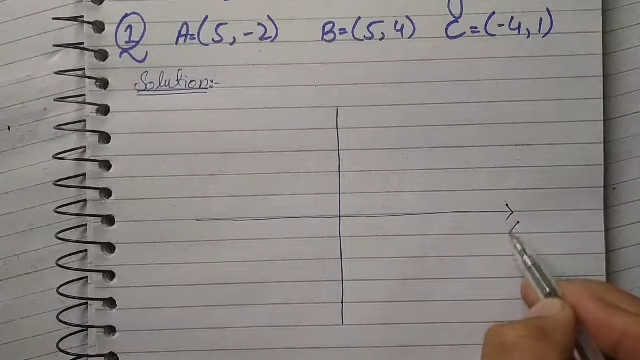 ① A=(5,-2) B=(5,4) C=(-4,1)
Solution:-